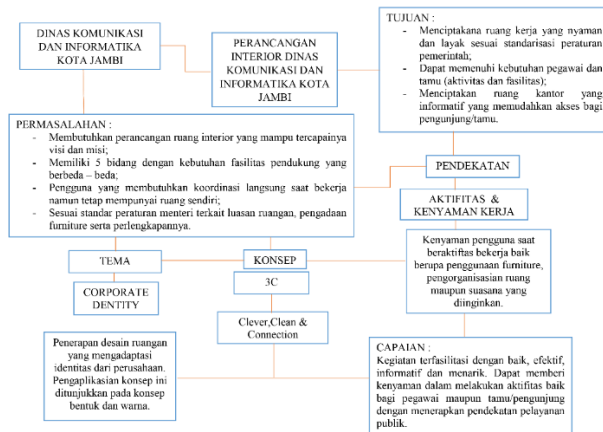 DINAS KOMUNIKASI
DAN INFORMATIKA
KOTA JAMBI
PERANCANGAN
INTERIOR DINAS
KOMUNIKASI DAN
INFORMATIKA KOTA
JAMBI
TUJUAN :
- Menciptakana ruang kerja yang nyaman
dan layak sesuai standarisasi peraturan
pemerintah;
- Dapat memenuhi kebutuhan pegawai dan
tamu (aktivitas dan fasilitas);
- Menciptakan ruang kantor yang
informatif yang memudahkan akses bagi
pengunjung/tamu.
PERMASALAHAN :
- Membutuhkan perancangan ruang interior yang mampu tercapainya
visi dan misi;
- Memiliki 5 bidang dengan kebutuhan fasilitas pendukung yang
berbeda – beda;
- Pengguna yang membutuhkan koordinasi langsung saat bekerja
namun tetap mempunyai ruang sendiri;
- Sesuai standar peraturan menteri terkait luasan ruangan, pengadaan
furniture serta perlengkapannya.
PENDEKATAN
AKTIFITAS &
KENYAMAN KERJA
TEMA
KONSEP
Kenyaman pengguna saat
beraktiftas bekerja baik
berupa penggunaan furniture,
pengorganisasian ruang
maupun suasana yang
diinginkan.
CORPORATE
DENTITY
3C
Clever,Clean &
Connection
Penerapan desain ruangan
yang mengadaptasi
identitas dari perusahaan.
Pengaplikasian konsep ini
ditunjukkan pada konsep
bentuk dan warna.
CAPAIAN :
Kegiatan terfasilitasi dengan baik, efektif,
informatif dan menarik. Dapat memberi
kenyaman dalam melakukan aktifitas baik
bagi pegawai maupun tamu/pengunjung
dengan menerapkan pendekatan pelayanan
publik.